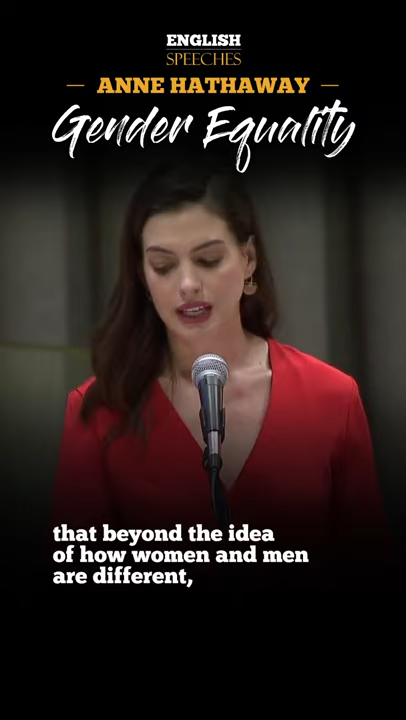 ENGLISH
SPEECHES
ANNE HATHAWAY
Gender Equality
that beyond the idea
of how women and men
are different,